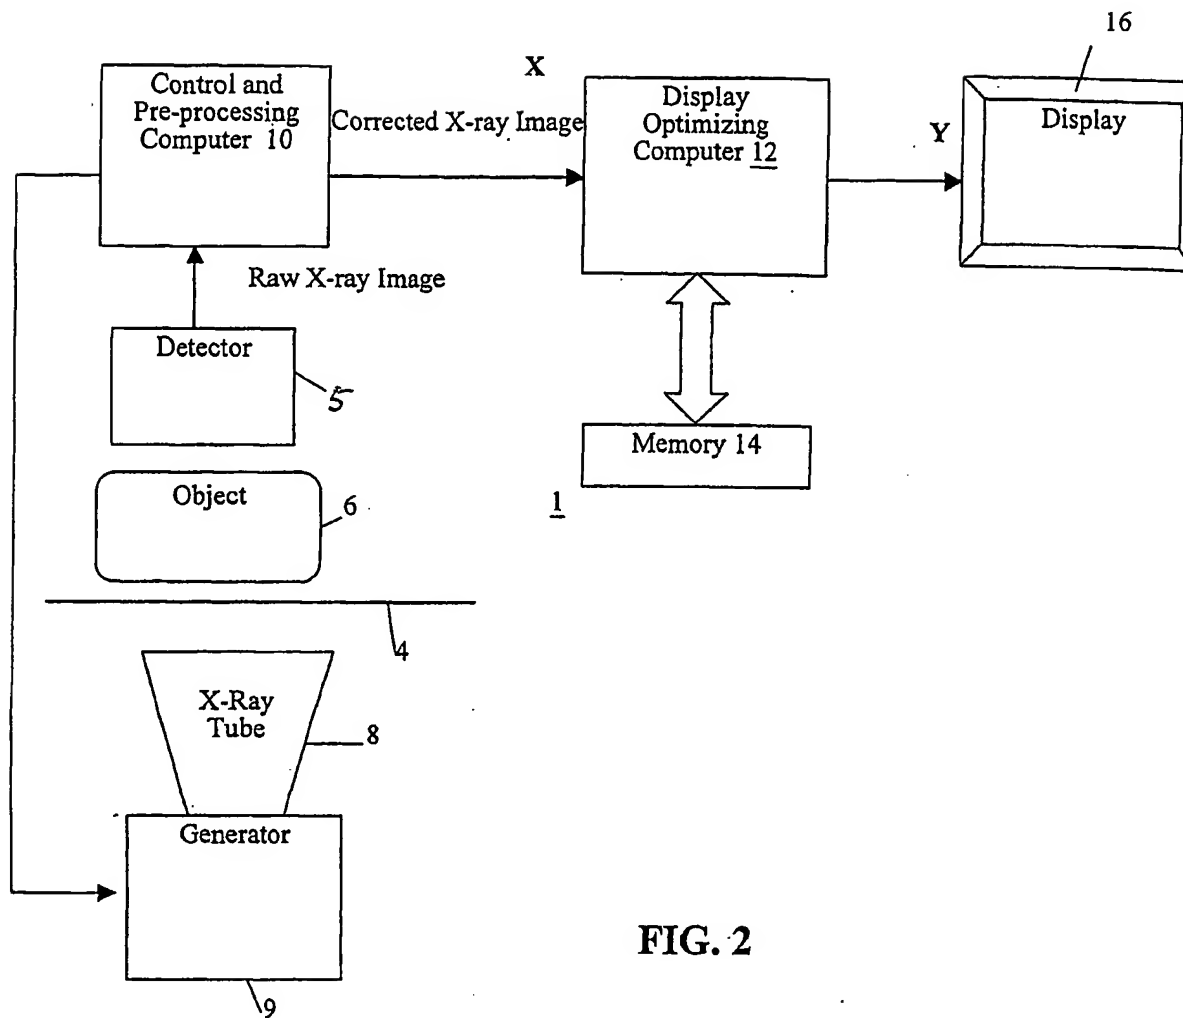 16
Control and
Pre-processing
Computer 10
X
Corrected X-ray Image
Display
Optimizing
Computer 12
Y
Display
Raw X-ray Image
Detector
5
Memory 14
Object
6
1
4
X-Ray
Tube
8
Generator
9
FIG. 2